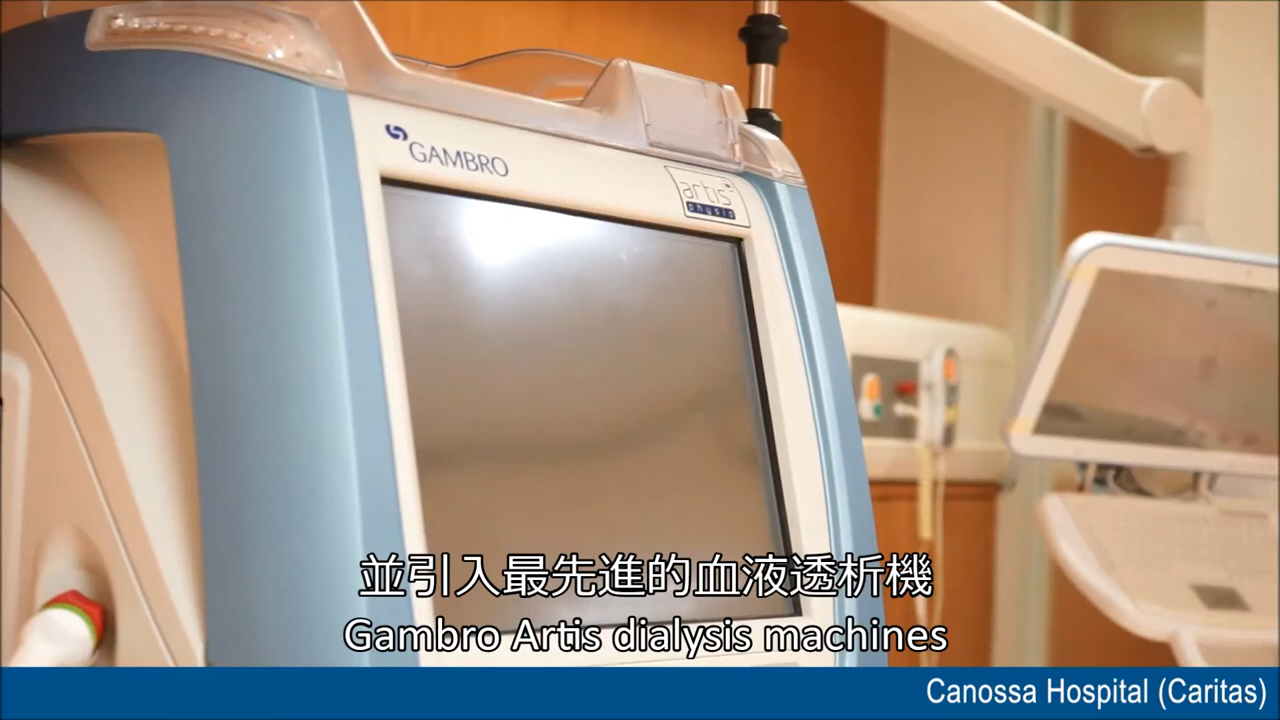 GAMBRO
artis
physio
並引入最先進的血液透析機
Gambro Artis dialysis machines
Canossa Hospital (Caritas)